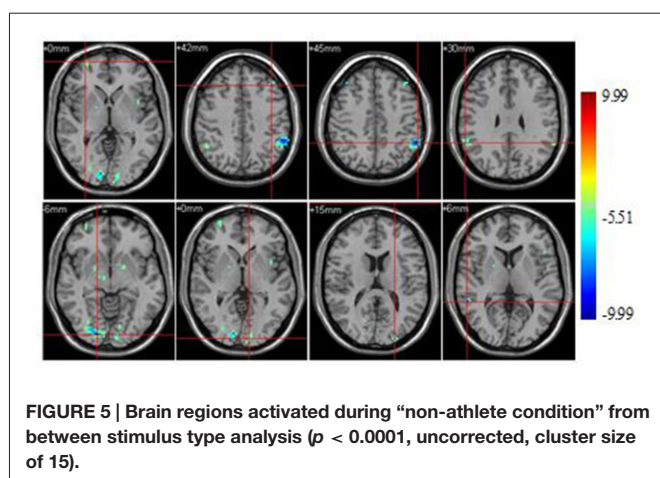 +0mm
+42mm
+45mm
+30mm
9.99
-5.51
-9.99
-6mm
+0mm
+15mm
+6mm
FIGURE 5 | Brain regions activated during “non-athlete condition” from
between stimulus type analysis (p < 0.0001, uncorrected, cluster size
of 15).